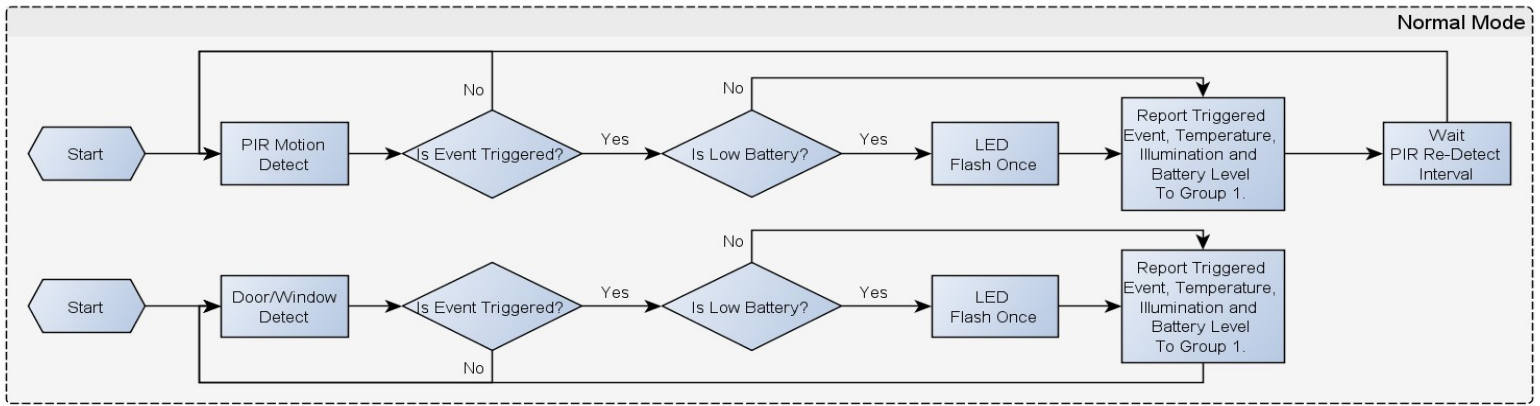 Normal Mode
Start
PIR Motion
Detect
Is Event Triggered?
No
Yes
Is Low Battery?
No
Yes
LED
Flash Once
Report Triggered
Event, Temperature,
Illumination and
Battery Level
To Group 1.
Wait
PIR Re-Detect
Interval
Start
Door/Window
Detect
Is Event Triggered?
No
Yes
Is Low Battery?
No
Yes
LED
Flash Once
Report Triggered
Event, Temperature,
Illumination and
Battery Level
To Group 1.